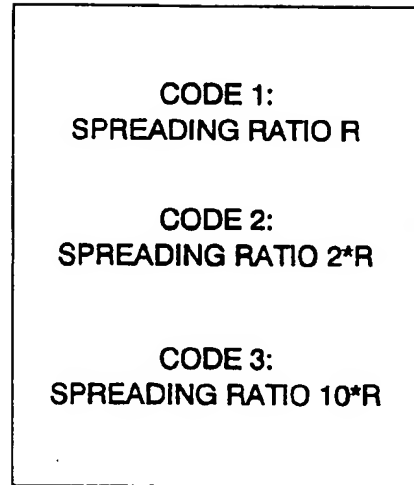 CODE 1:
SPREADING RATIO R
CODE 2:
SPREADING RATIO 2*R
CODE 3:
SPREADING RATIO 10*R